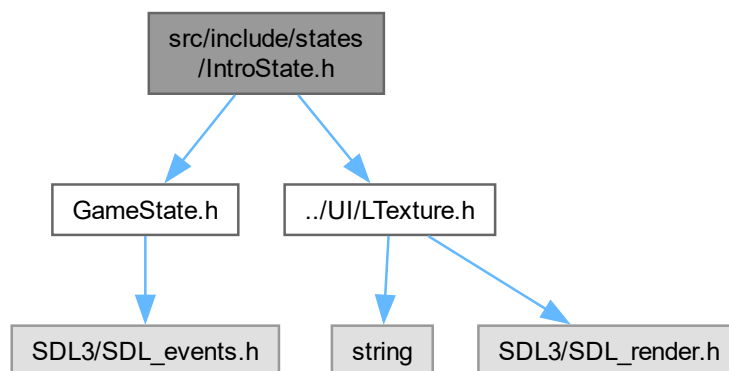 src/include/states
/IntroState.h
GameState.h
../UI/LTexture.h
SDL3/SDL_events.h
string
SDL3/SDL_render.h